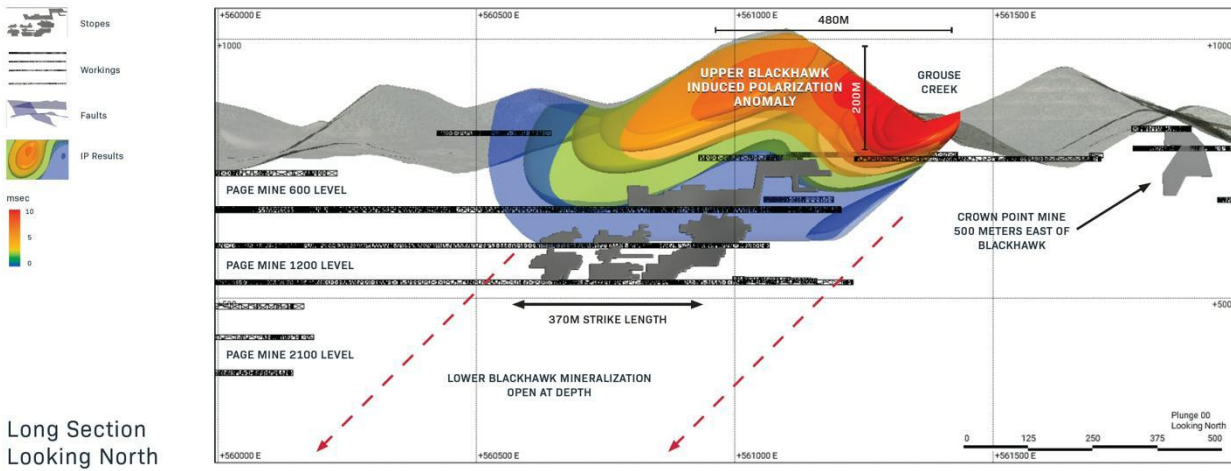 Stopes
Workings
Faults
IP Results
msec
10
5
0
Long Section
Looking North
+560000 E
+560500 E
+561000 E
+561500 E
+1000
+1000
480M
200M
UPPER BLACKHAWK
INDUCED POLARIZATION
ANOMALY
GROUSE
CREEK
PAGE MINE 600 LEVEL
CROWN POINT MINE
500 METERS EAST OF
BLACKHAWK
PAGE MINE 1200 LEVEL
+500
370M STRIKE LENGTH
PAGE MINE 2100 LEVEL
LOWER BLACKHAWK MINERALIZATION
OPEN AT DEPTH
Plunge 00
Looking North
0 125 250 375 500
+560000 E
+560500 E
+561000 E
+561500 E